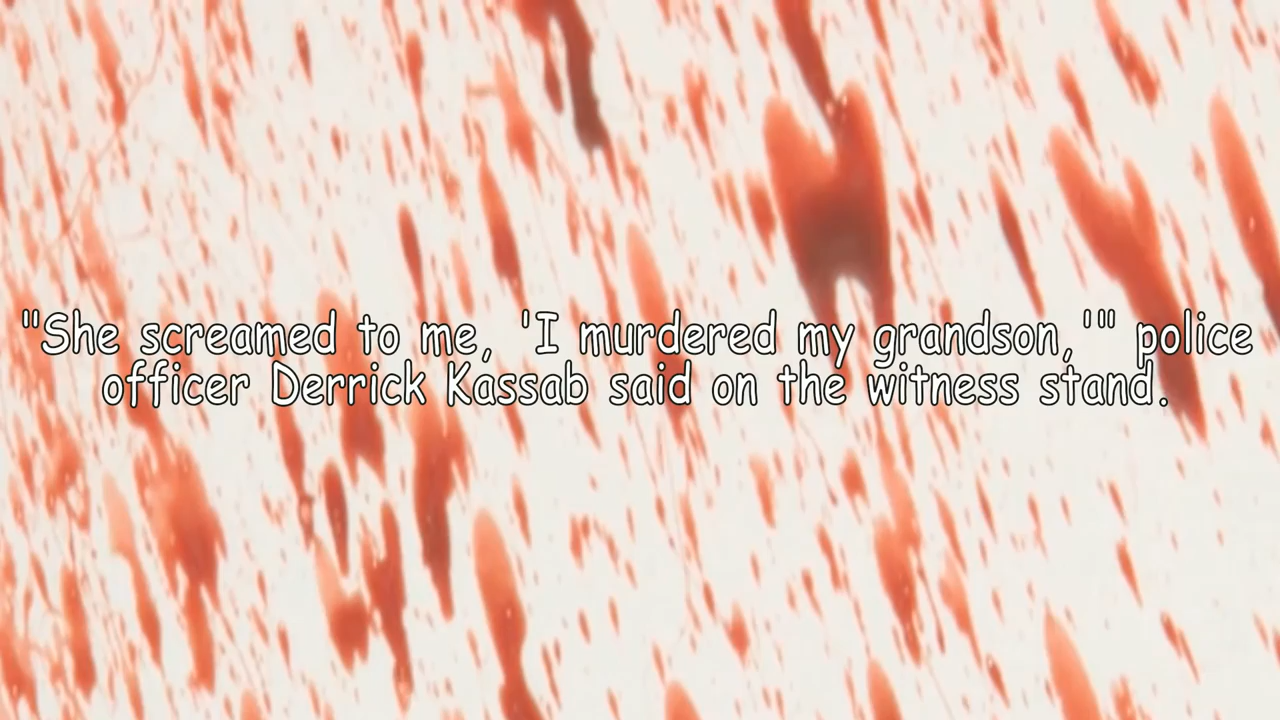 "She screamed to me, 'I murdered my grandson,'" police
officer Derrick Kassab said on the witness stand.